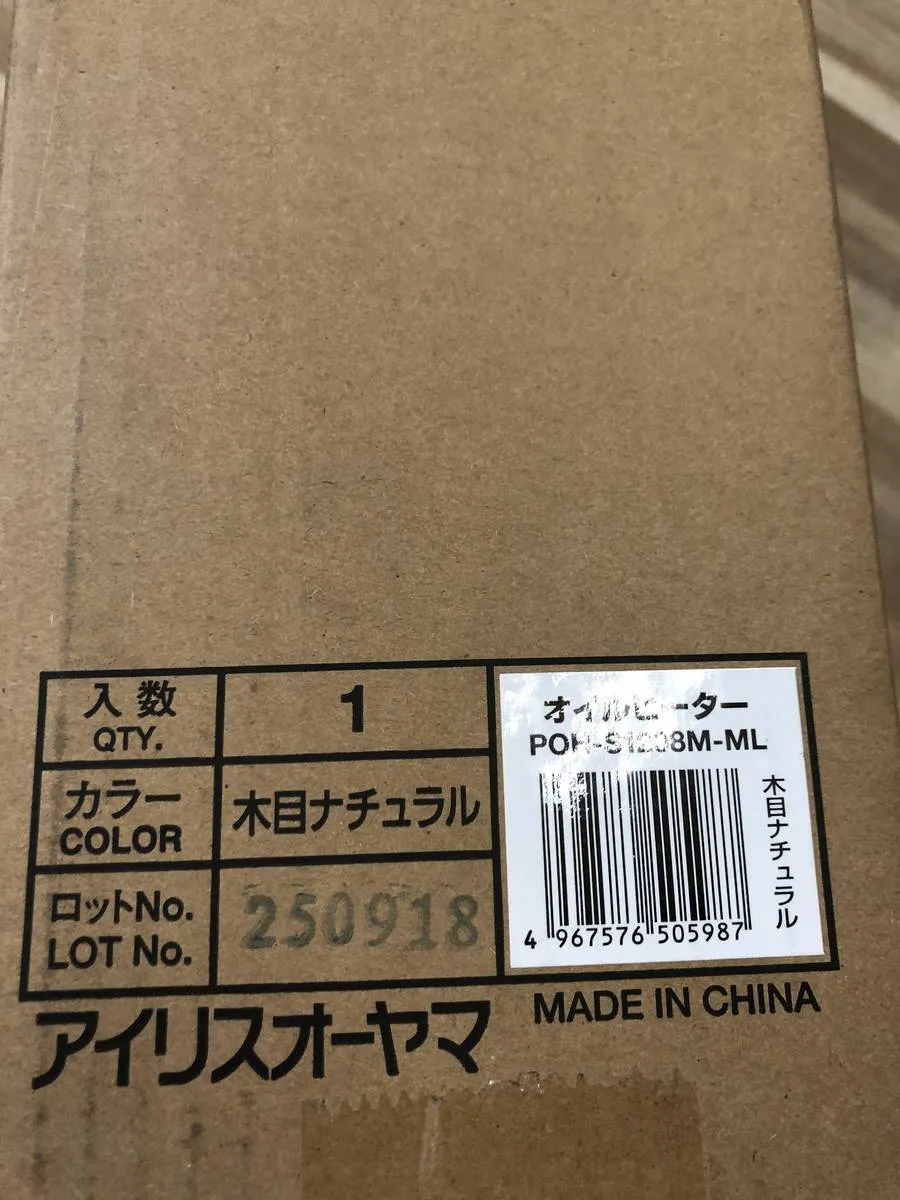 入数
QTY.
1
カラー
COLOR
木目ナチュラル
ロットNo.
LOT No.
250918
オイルヒーター
POH-S1208M-ML
木目ナチュラル
4 967576 505987
アイリスオーヤマ
MADE IN CHINA